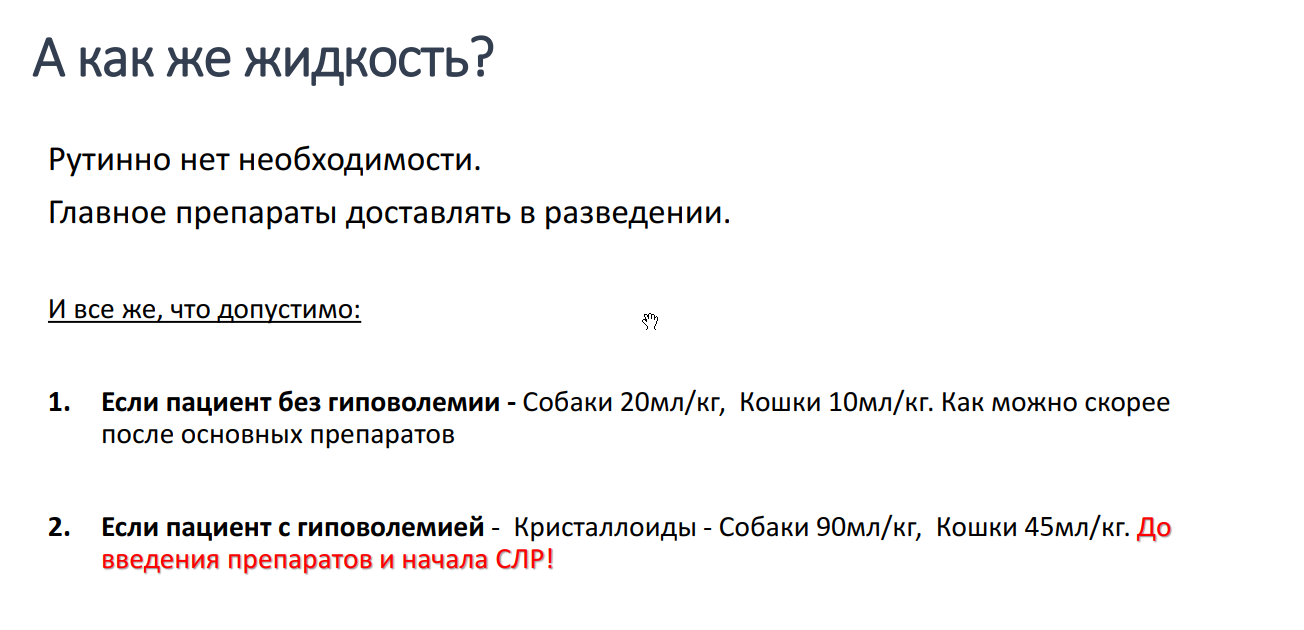 А как же жидкость?
Рутинно нет необходимости.
Главное препараты доставлять в разведении.
И все же, что допустимо:
1. Если пациент без гиповолемии - Собаки 20мл/кг, Кошки 10мл/кг. Как можно скорее
после основных препаратов
2. Если пациент с гиповолемией - Кристаллоиды - Собаки 90мл/кг, Кошки 45мл/кг. До
введения препаратов и начала СЛР!